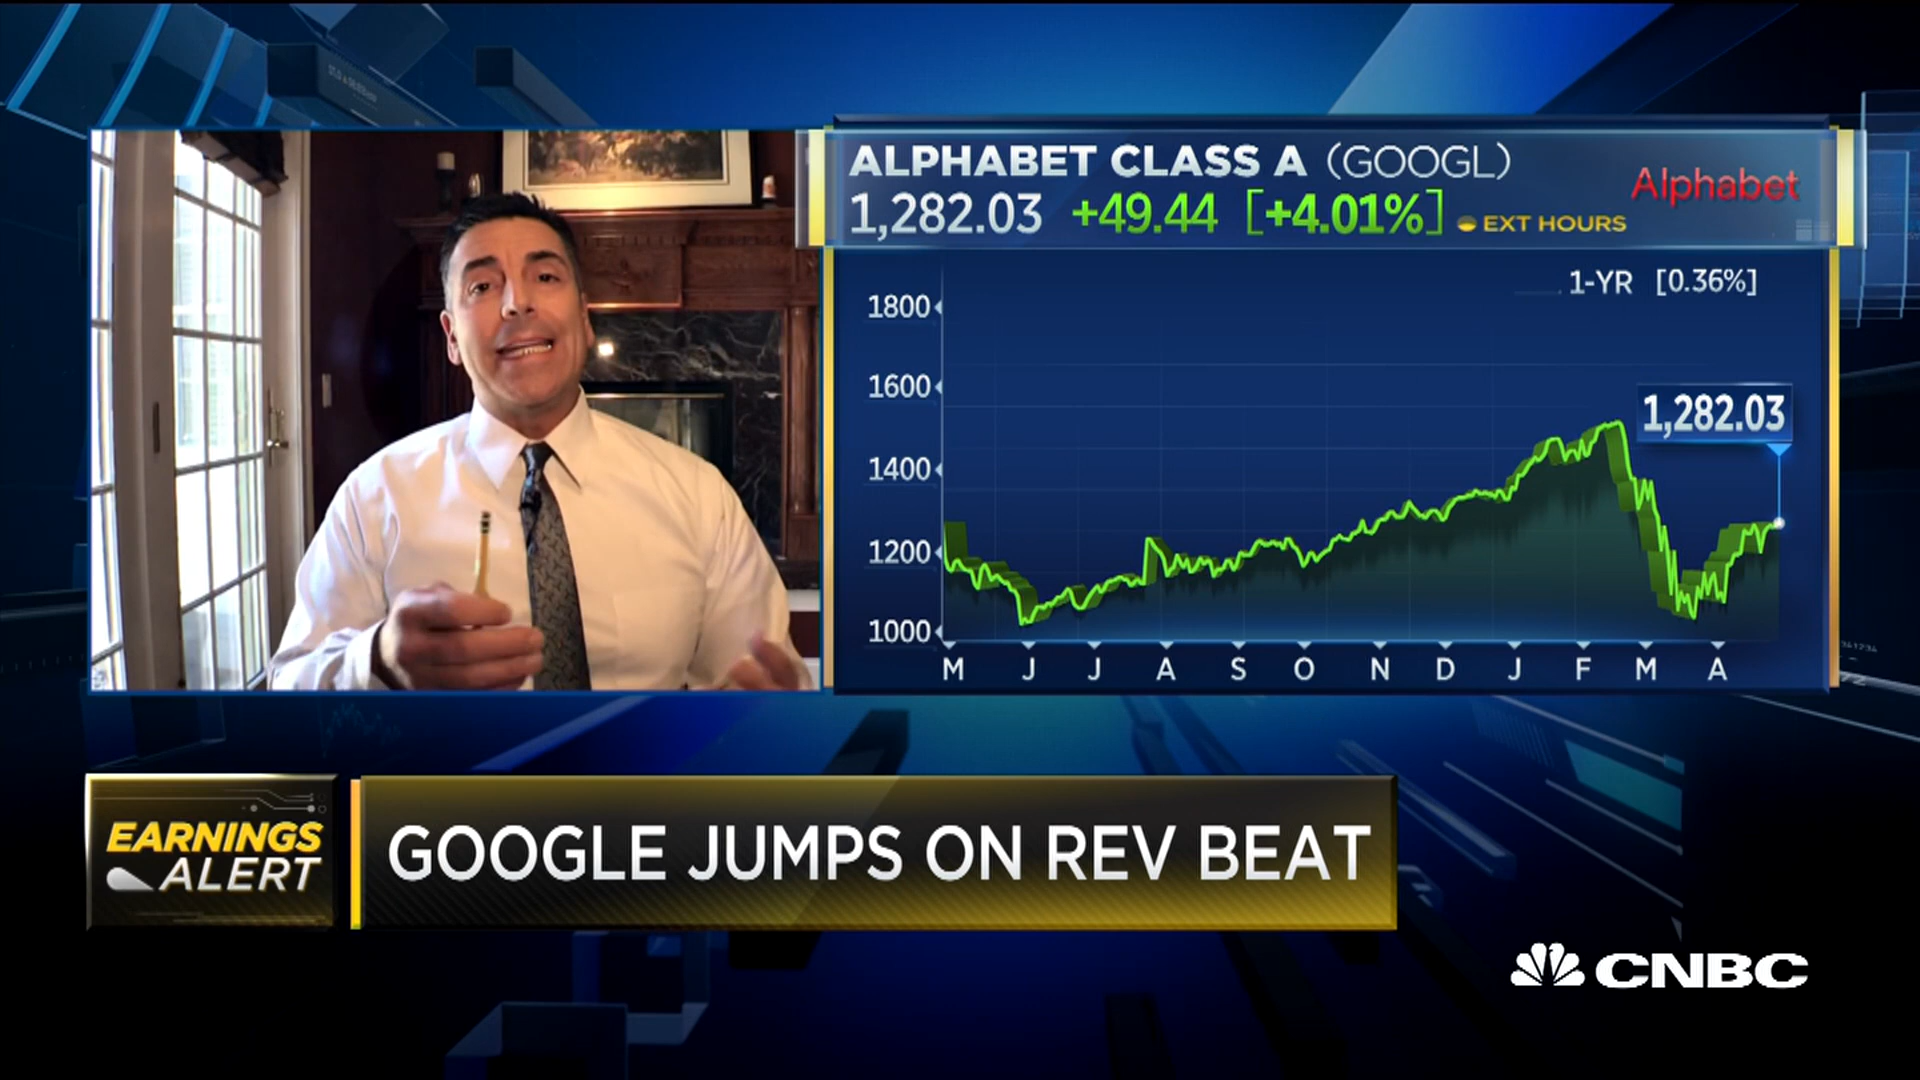 ALPHABET CLASS A (GOOGL)
1,282.03 +49.44 [+4.01%] EXT HOURS
Alphabet
1-YR [0.36%]
1800
1600
1400
1200
1000
1,282.03
M J J A S O N D J F M A
EARNINGS
ALERT
GOOGLE JUMPS ON REV BEAT
CNBC